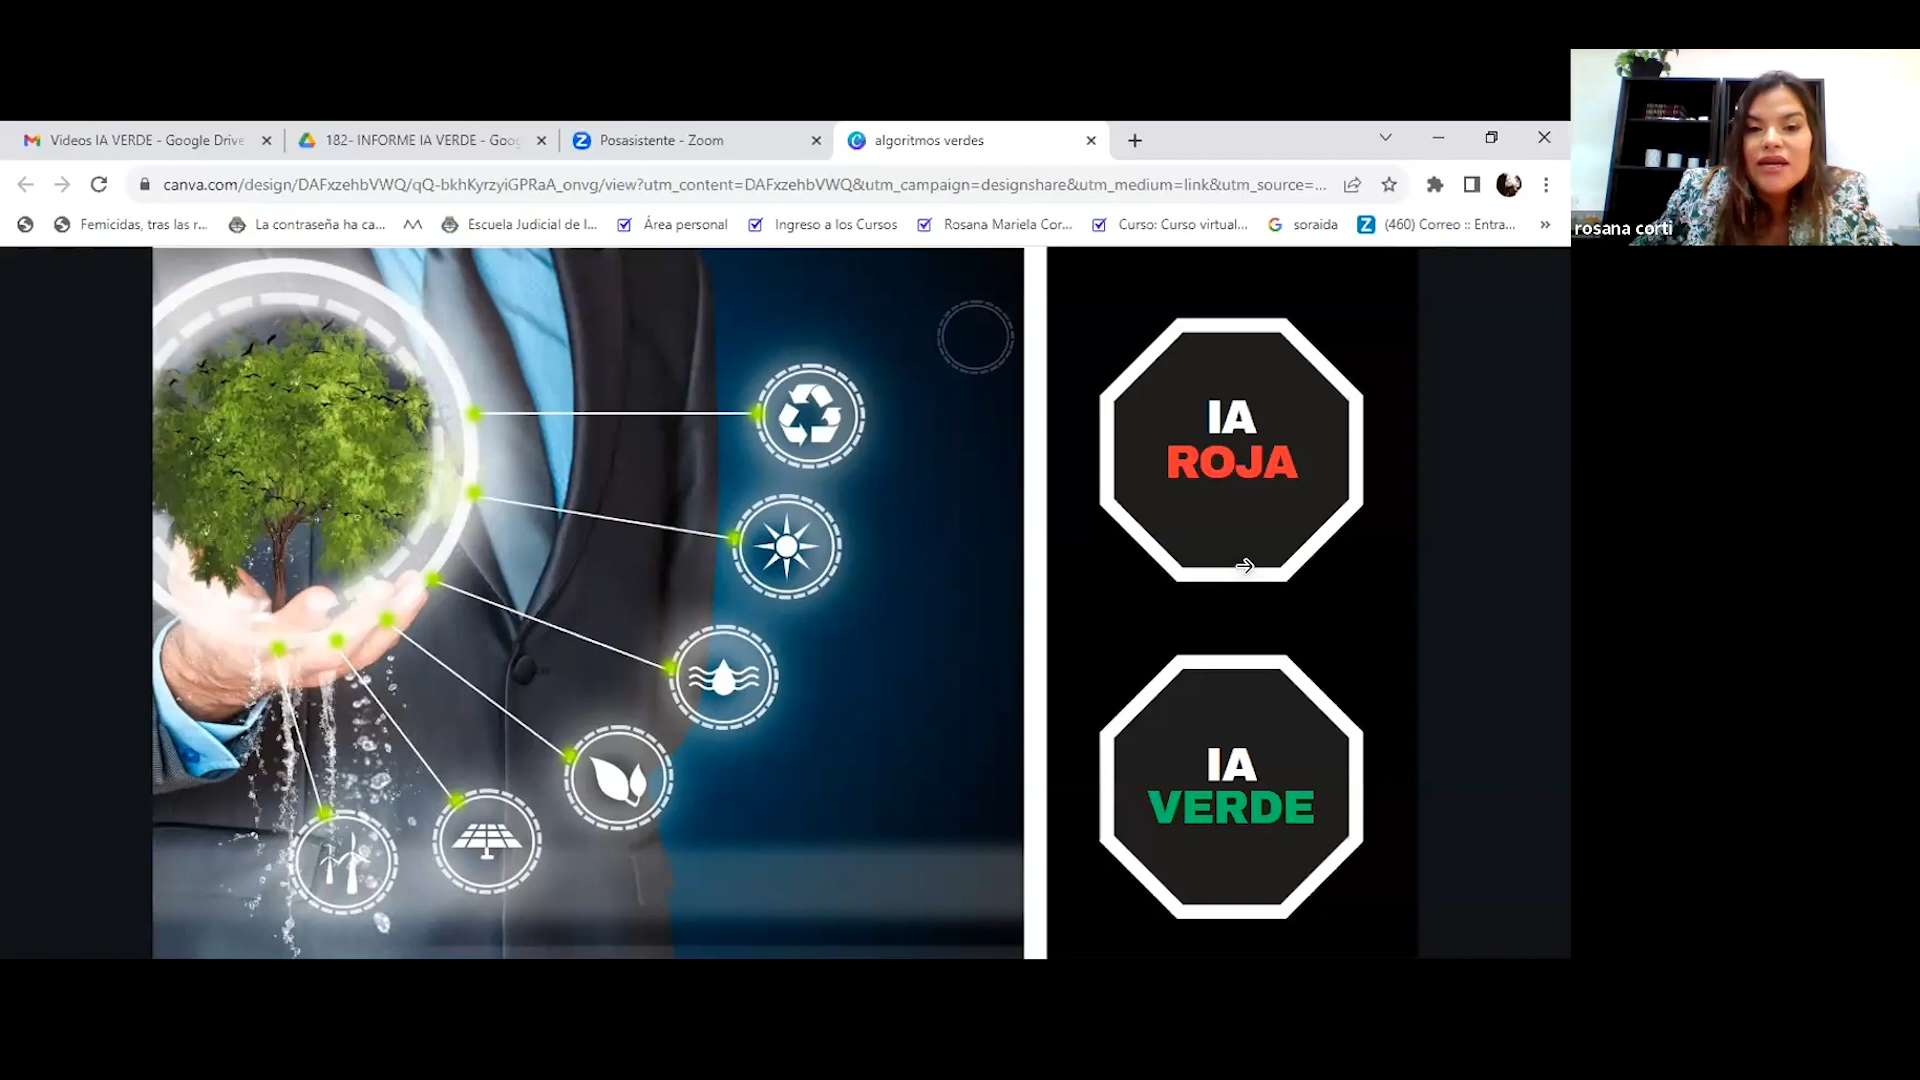 Videos IA VERDE - Google Drive
182- INFORME IA VERDE - Goog
Posasistente - Zoom
algoritmos verdes
canva.com/design/DAFxzehbVWQ/qQ-bkhKyrzyiGPRaA_onvg/view?utm_content=DAFxzehbVWQ&utm_campaign=designshare&utm_medium=link&utm_source=...
Femicidas, tras las r...
La contraseña ha ca...
Escuela Judicial de l...
Área personal
Ingreso a los Cursos
Rosana Mariela Cor...
Curso: Curso virtual...
soraida
(460) Correo :: Entra...
rosana corti
IA
ROJA
IA
VERDE